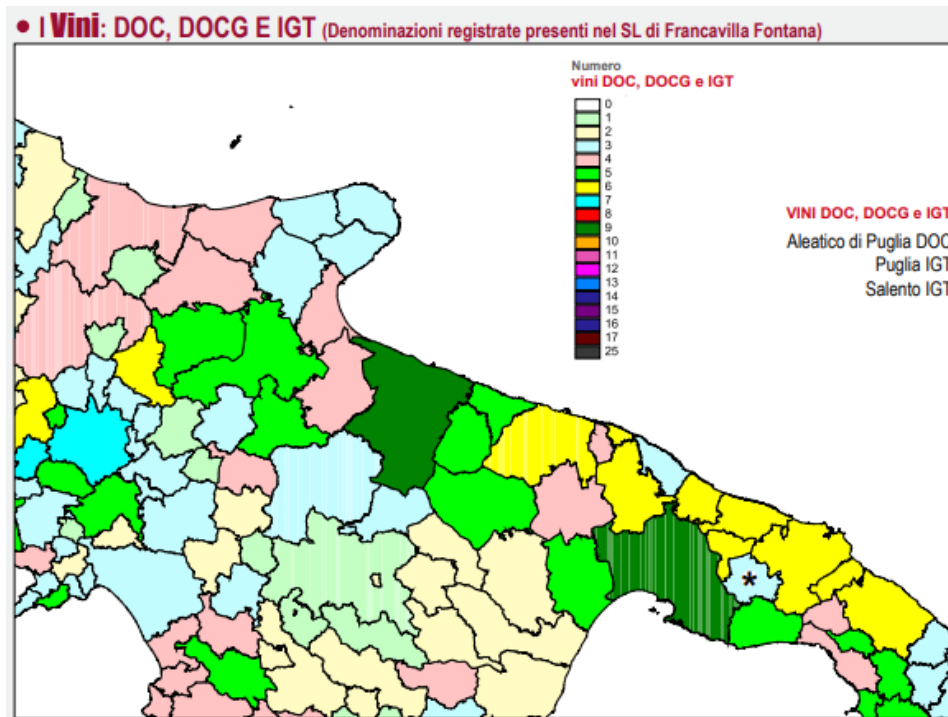 • I Vini: DOC, DOCG E IGT (Denominazioni registrate presenti nel SL di Francavilla Fontana)
Numero
vini DOC, DOCG e IGT
0
1
2
3
4
5
6
7
8
9
10
11
12
13
14
15
16
17
25
VINI DOC, DOCG e IGT
Aleatico di Puglia DOC
Puglia IGT
Salento IGT
*